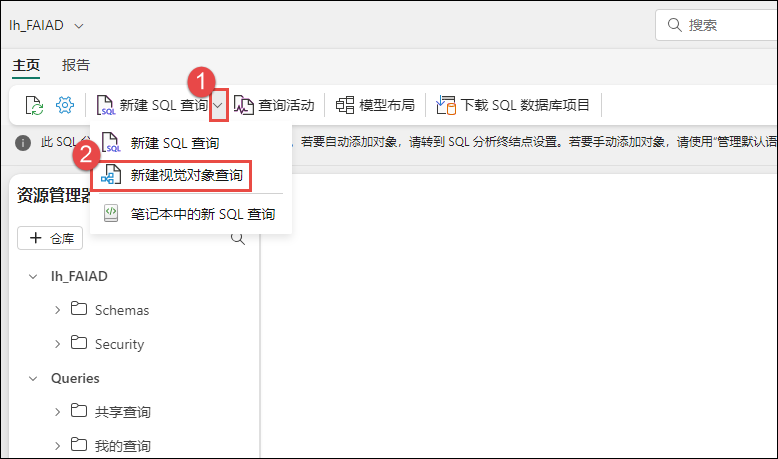 lh_FAIAD
搜索
主页 报告
1
新建 SQL 查询 查询活动 模型布局 下载 SQL 数据库项目
此 SQL 若要自动添加对象，请转到 SQL 分析终结点设置。若要手动添加对象，请使用“管理默认语
新建 SQL 查询
2
新建视觉对象查询
笔记本中的新 SQL 查询
资源管理器
+ 仓库
lh_FAIAD
Schemas
Security
Queries
共享查询
我的查询